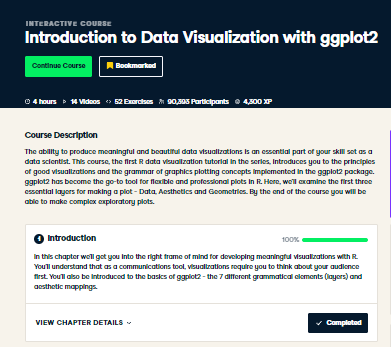 INTERACTIVE COURSE
Introduction to Data Visualization with ggplot2
Continue Course
Bookmarked
4 hours 14 Videos 52 Exercises 90,393 Participants 4,300 XP
Course Description
The ability to produce meaningful and beautiful data visualizations is an essential part of your skill set as a
data scientist. This course, the first R data visualization tutorial in the series, introduces you to the principles
of good visualizations and the grammar of graphics plotting concepts implemented in the ggplot2 package.
ggplot2 has become the go-to tool for flexible and professional plots in R. Here, we'll examine the first three
essential layers for making a plot - Data, Aesthetics and Geometries. By the end of the course you will be
able to make complex exploratory plots.
1 Introduction 100%
In this chapter we'll get you into the right frame of mind for developing meaningful visualizations with R.
You'll understand that as a communications tool, visualizations require you to think about your audience
first. You'll also be introduced to the basics of ggplot2 - the 7 different grammatical elements (layers) and
aesthetic mappings.
VIEW CHAPTER DETAILS
Completed